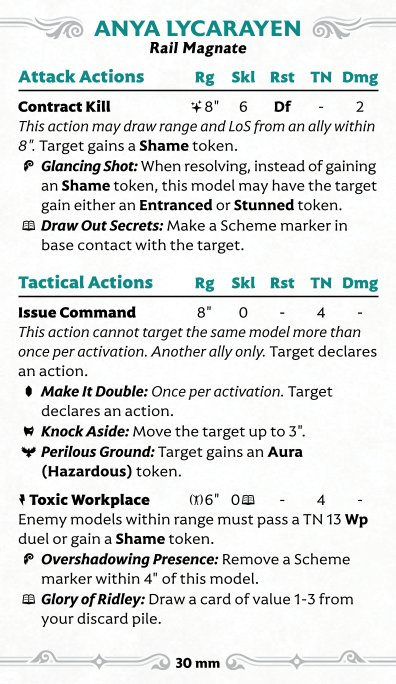 ANYA LYCARAYEN
Rail Magnate
Attack Actions Rg Skl Rst TN Dmg
Contract Kill 8" 6 Df - 2
This action may draw range and LoS from an ally within
8". Target gains a Shame token.
Glancing Shot: When resolving, instead of gaining
an Shame token, this model may have the target
gain either an Entranced or Stunned token.
Draw Out Secrets: Make a Scheme marker in
base contact with the target.
Tactical Actions Rg Skl Rst TN Dmg
Issue Command 8" 0 - 4 -
This action cannot target the same model more than
once per activation. Another ally only. Target declares
an action.
Make It Double: Once per activation. Target
declares an action.
Knock Aside: Move the target up to 3".
Perilous Ground: Target gains an Aura
(Hazardous) token.
Toxic Workplace 6" 0 - 4 -
Enemy models within range must pass a TN 13 Wp
duel or gain a Shame token.
Overshadowing Presence: Remove a Scheme
marker within 4" of this model.
Glory of Ridley: Draw a card of value 1-3 from
your discard pile.
30 mm